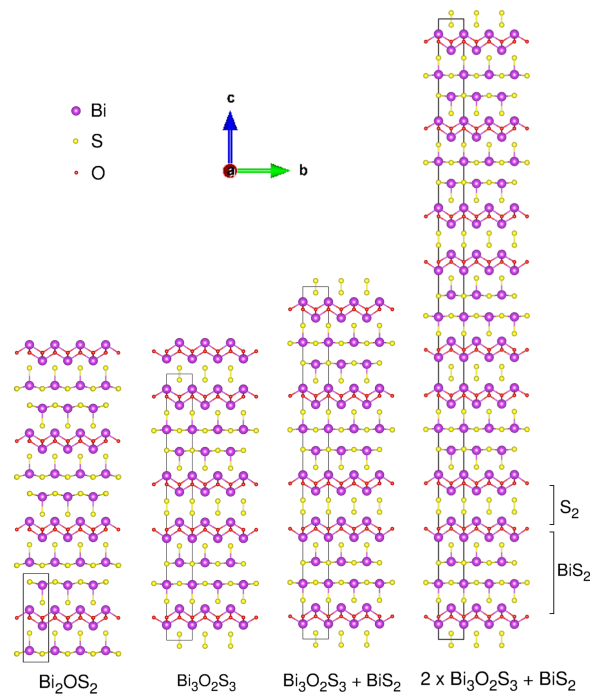 Bi
S
O
c
a
b
S₂
BiS₂
Bi₂OS₂
Bi₃O₂S₃
Bi₃O₂S₃ + BiS₂
2 x Bi₃O₂S₃ + BiS₂